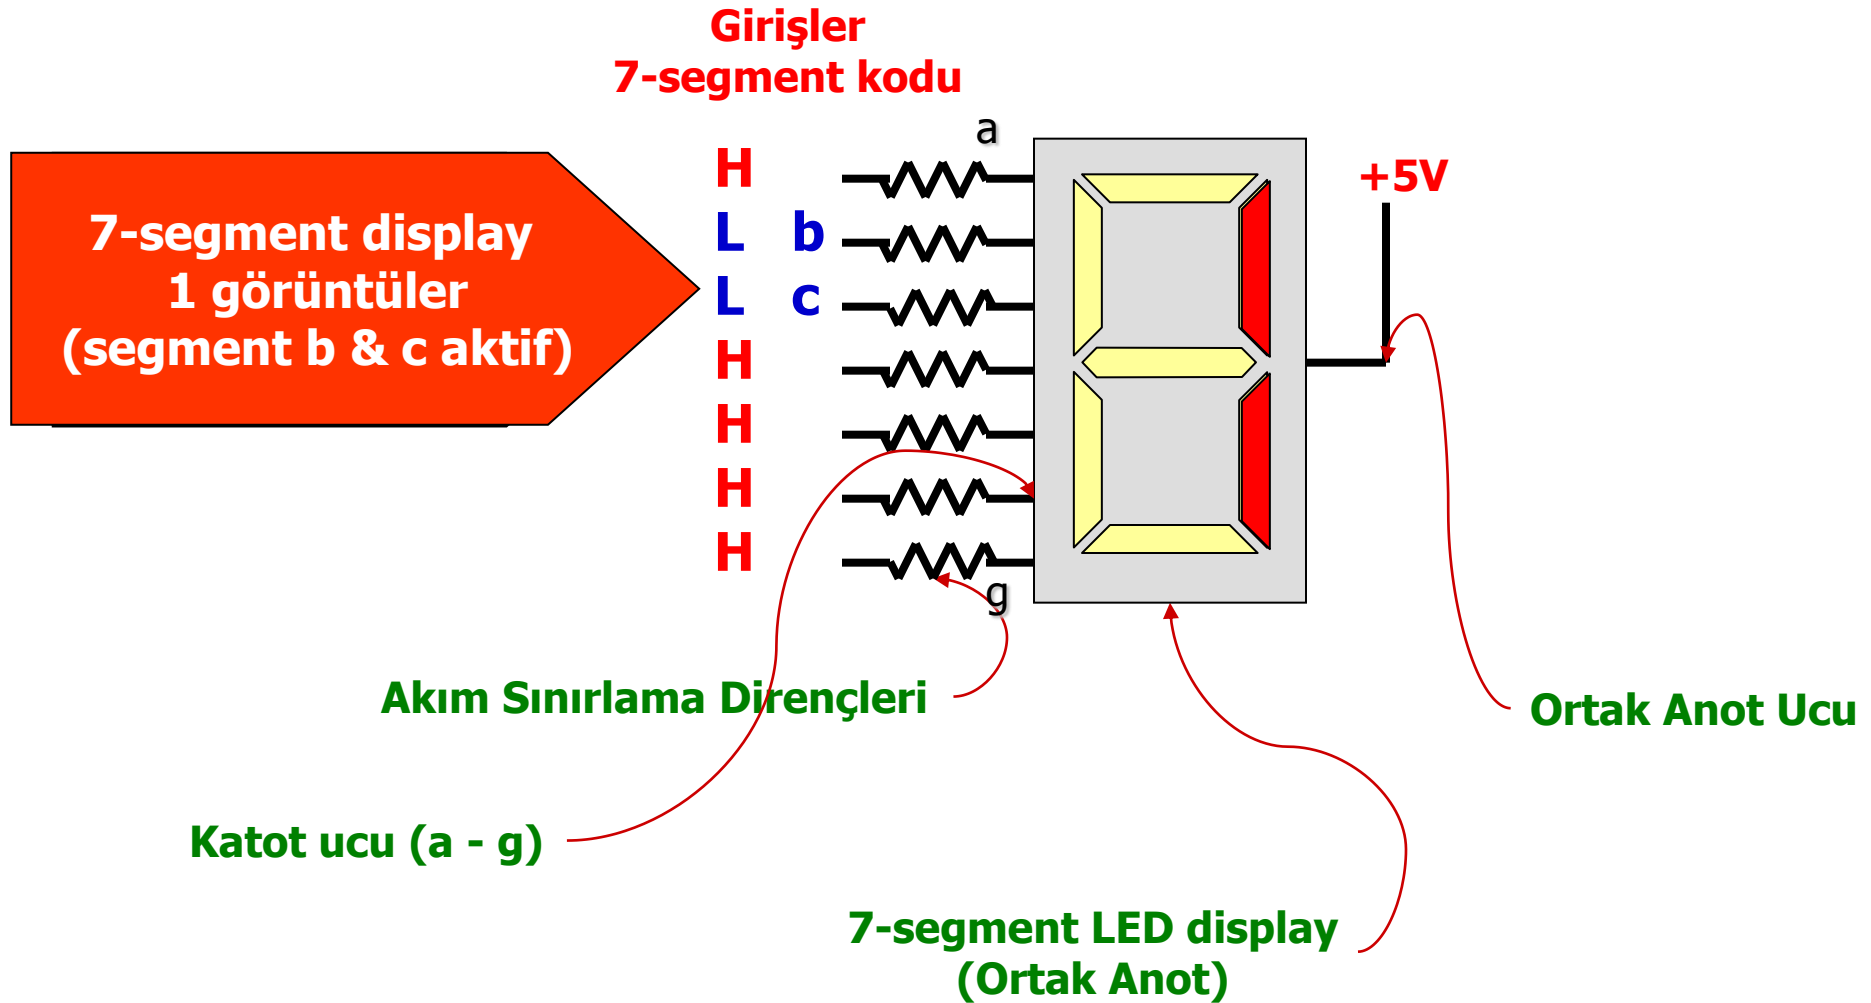 Girişler
7-segment kodu
7-segment display
1 görüntüler
(segment b & c aktif)
a
H
L b
L c
H
H
H
H
g
+5V
Akım Sınırlama Dirençleri
Ortak Anot Ucu
Katot ucu (a - g)
7-segment LED display
(Ortak Anot)